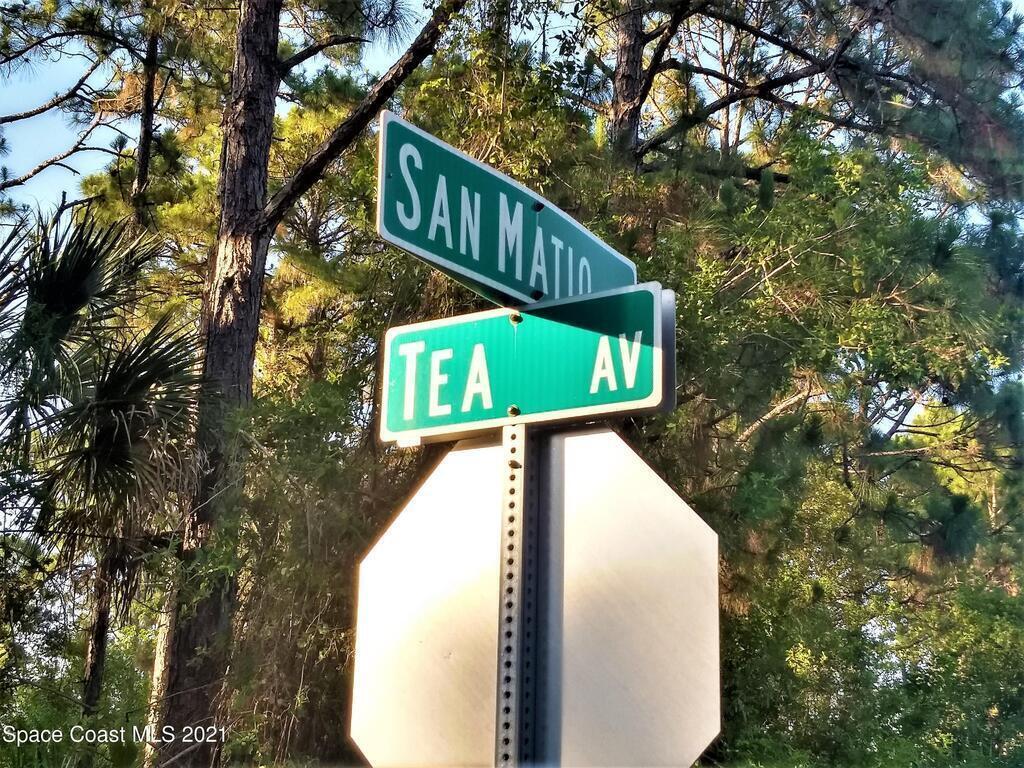 SAN MATIO
TEA AV
Space Coast MLS 2021